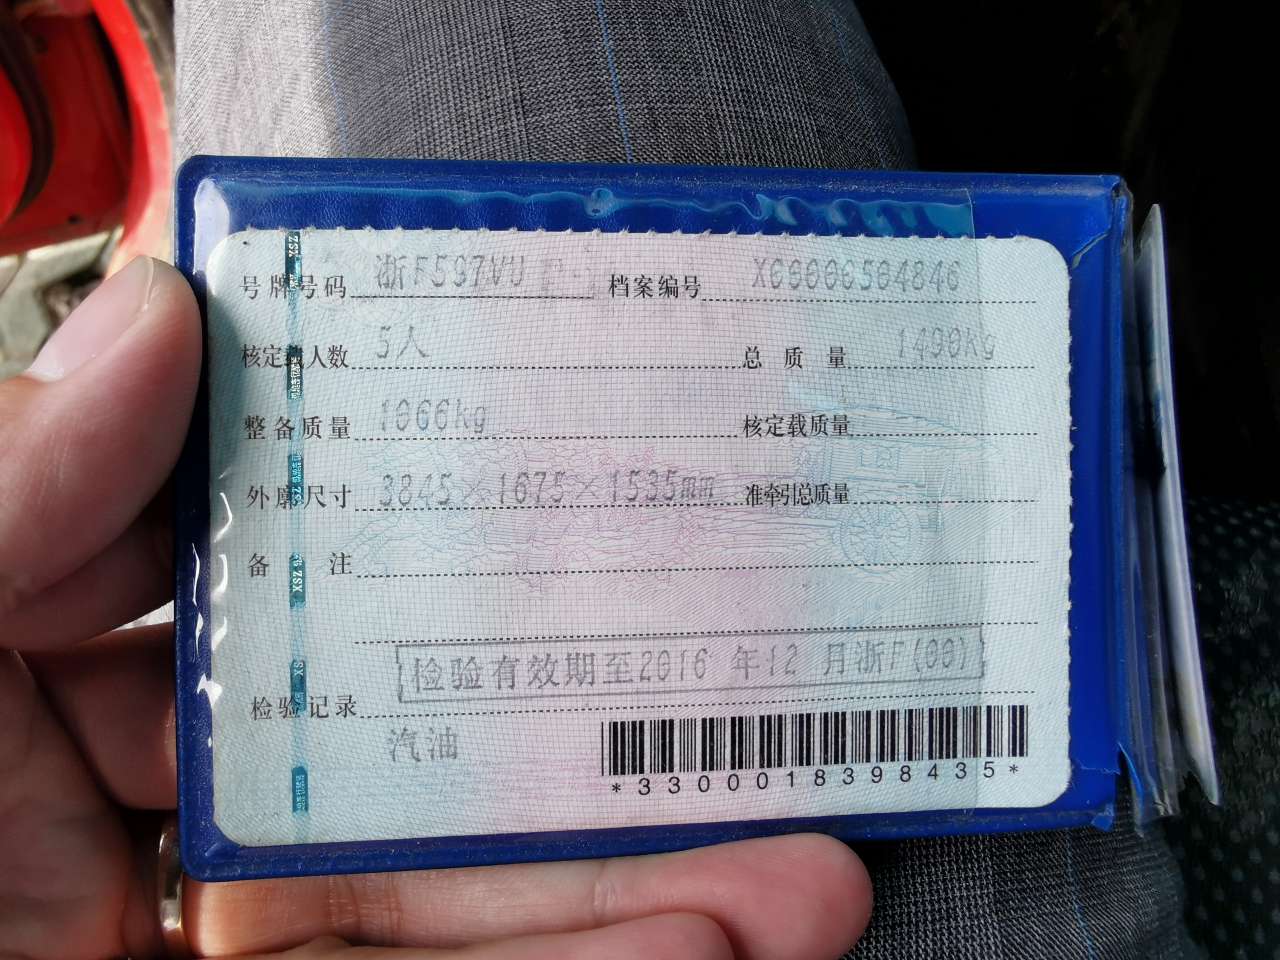 号牌号码 浙F597VU 档案编号 X60000504846
核定载人数 5人 总质量 1490kg
整备质量 1066kg 核定载质量
外廓尺寸 3845×1675×1535mm 准牵引总质量
备注
检验有效期至2016年12月浙F(00)
检验记录
汽油
*3300018398435*